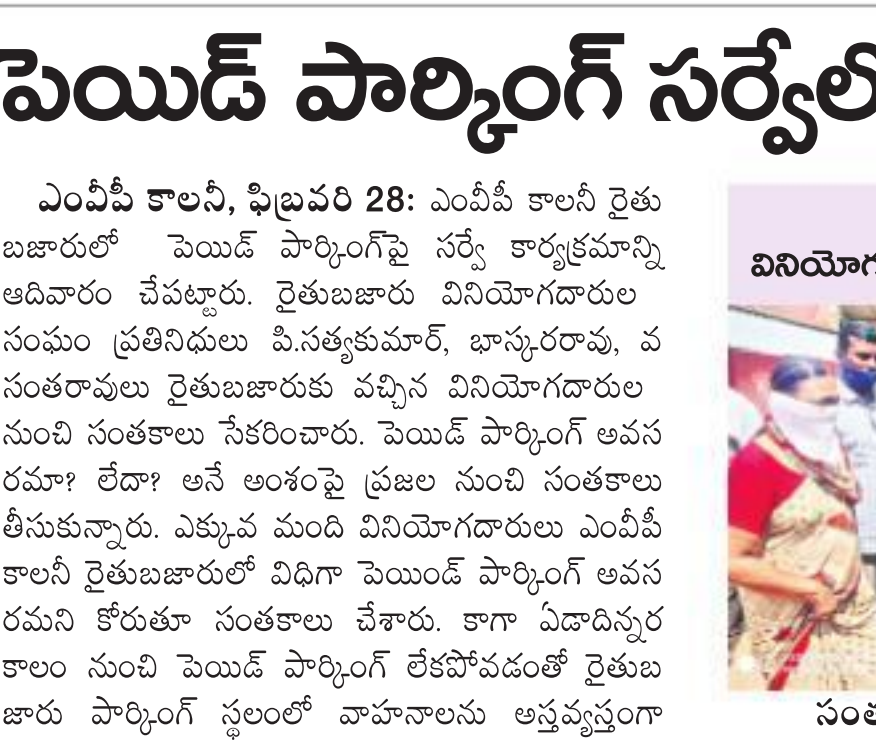 పెయిడ్ పార్కింగ్ సర్వేలో
ఎంవీపీ కాలనీ, ఫిబ్రవరి 28: ఎంవీపీ కాలనీ రైతు
బజారులో పెయిడ్ పార్కింగ్‌పై సర్వే కార్యక్రమాన్ని
ఆదివారం చేపట్టారు. రైతుబజారు వినియోగదారుల
సంఘం ప్రతినిధులు పి.సత్యకుమార్, భాస్కరరావు, వ
సంతరావులు రైతుబజారుకు వచ్చిన వినియోగదారుల
నుంచి సంతకాలు సేకరించారు. పెయిడ్ పార్కింగ్ అవస
రమా? లేదా? అనే అంశంపై ప్రజల నుంచి సంతకాలు
తీసుకున్నారు. ఎక్కువ మంది వినియోగదారులు ఎంవీపీ
కాలనీ రైతుబజారులో విధిగా పెయిండ్ పార్కింగ్ అవస
రమని కోరుతూ సంతకాలు చేశారు. కాగా ఏడాదిన్నర
కాలం నుంచి పెయిడ్ పార్కింగ్ లేకపోవడంతో రైతుబ
జారు పార్కింగ్ స్థలంలో వాహనాలను అస్తవ్యస్తంగా